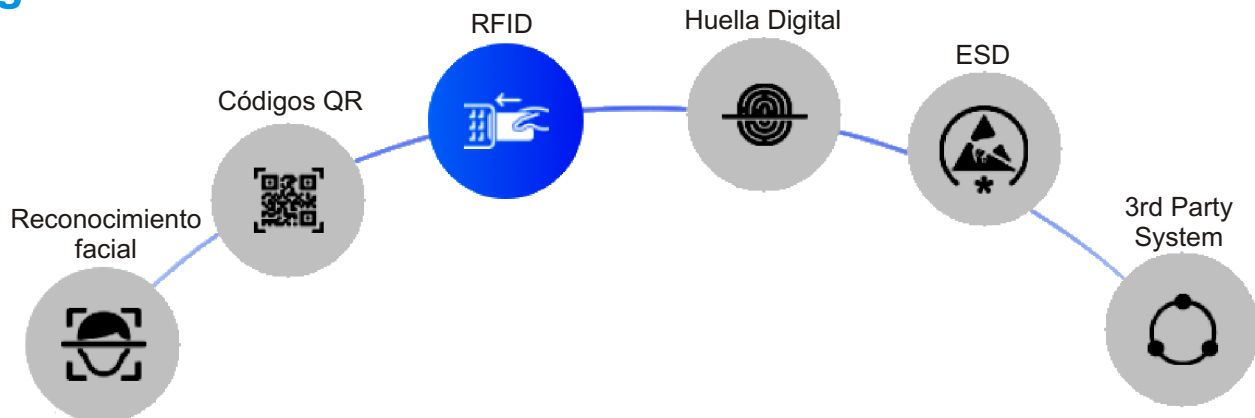 RFID
Huella Digital
ESD
Códigos QR
3rd Party
System
Reconocimiento
facial